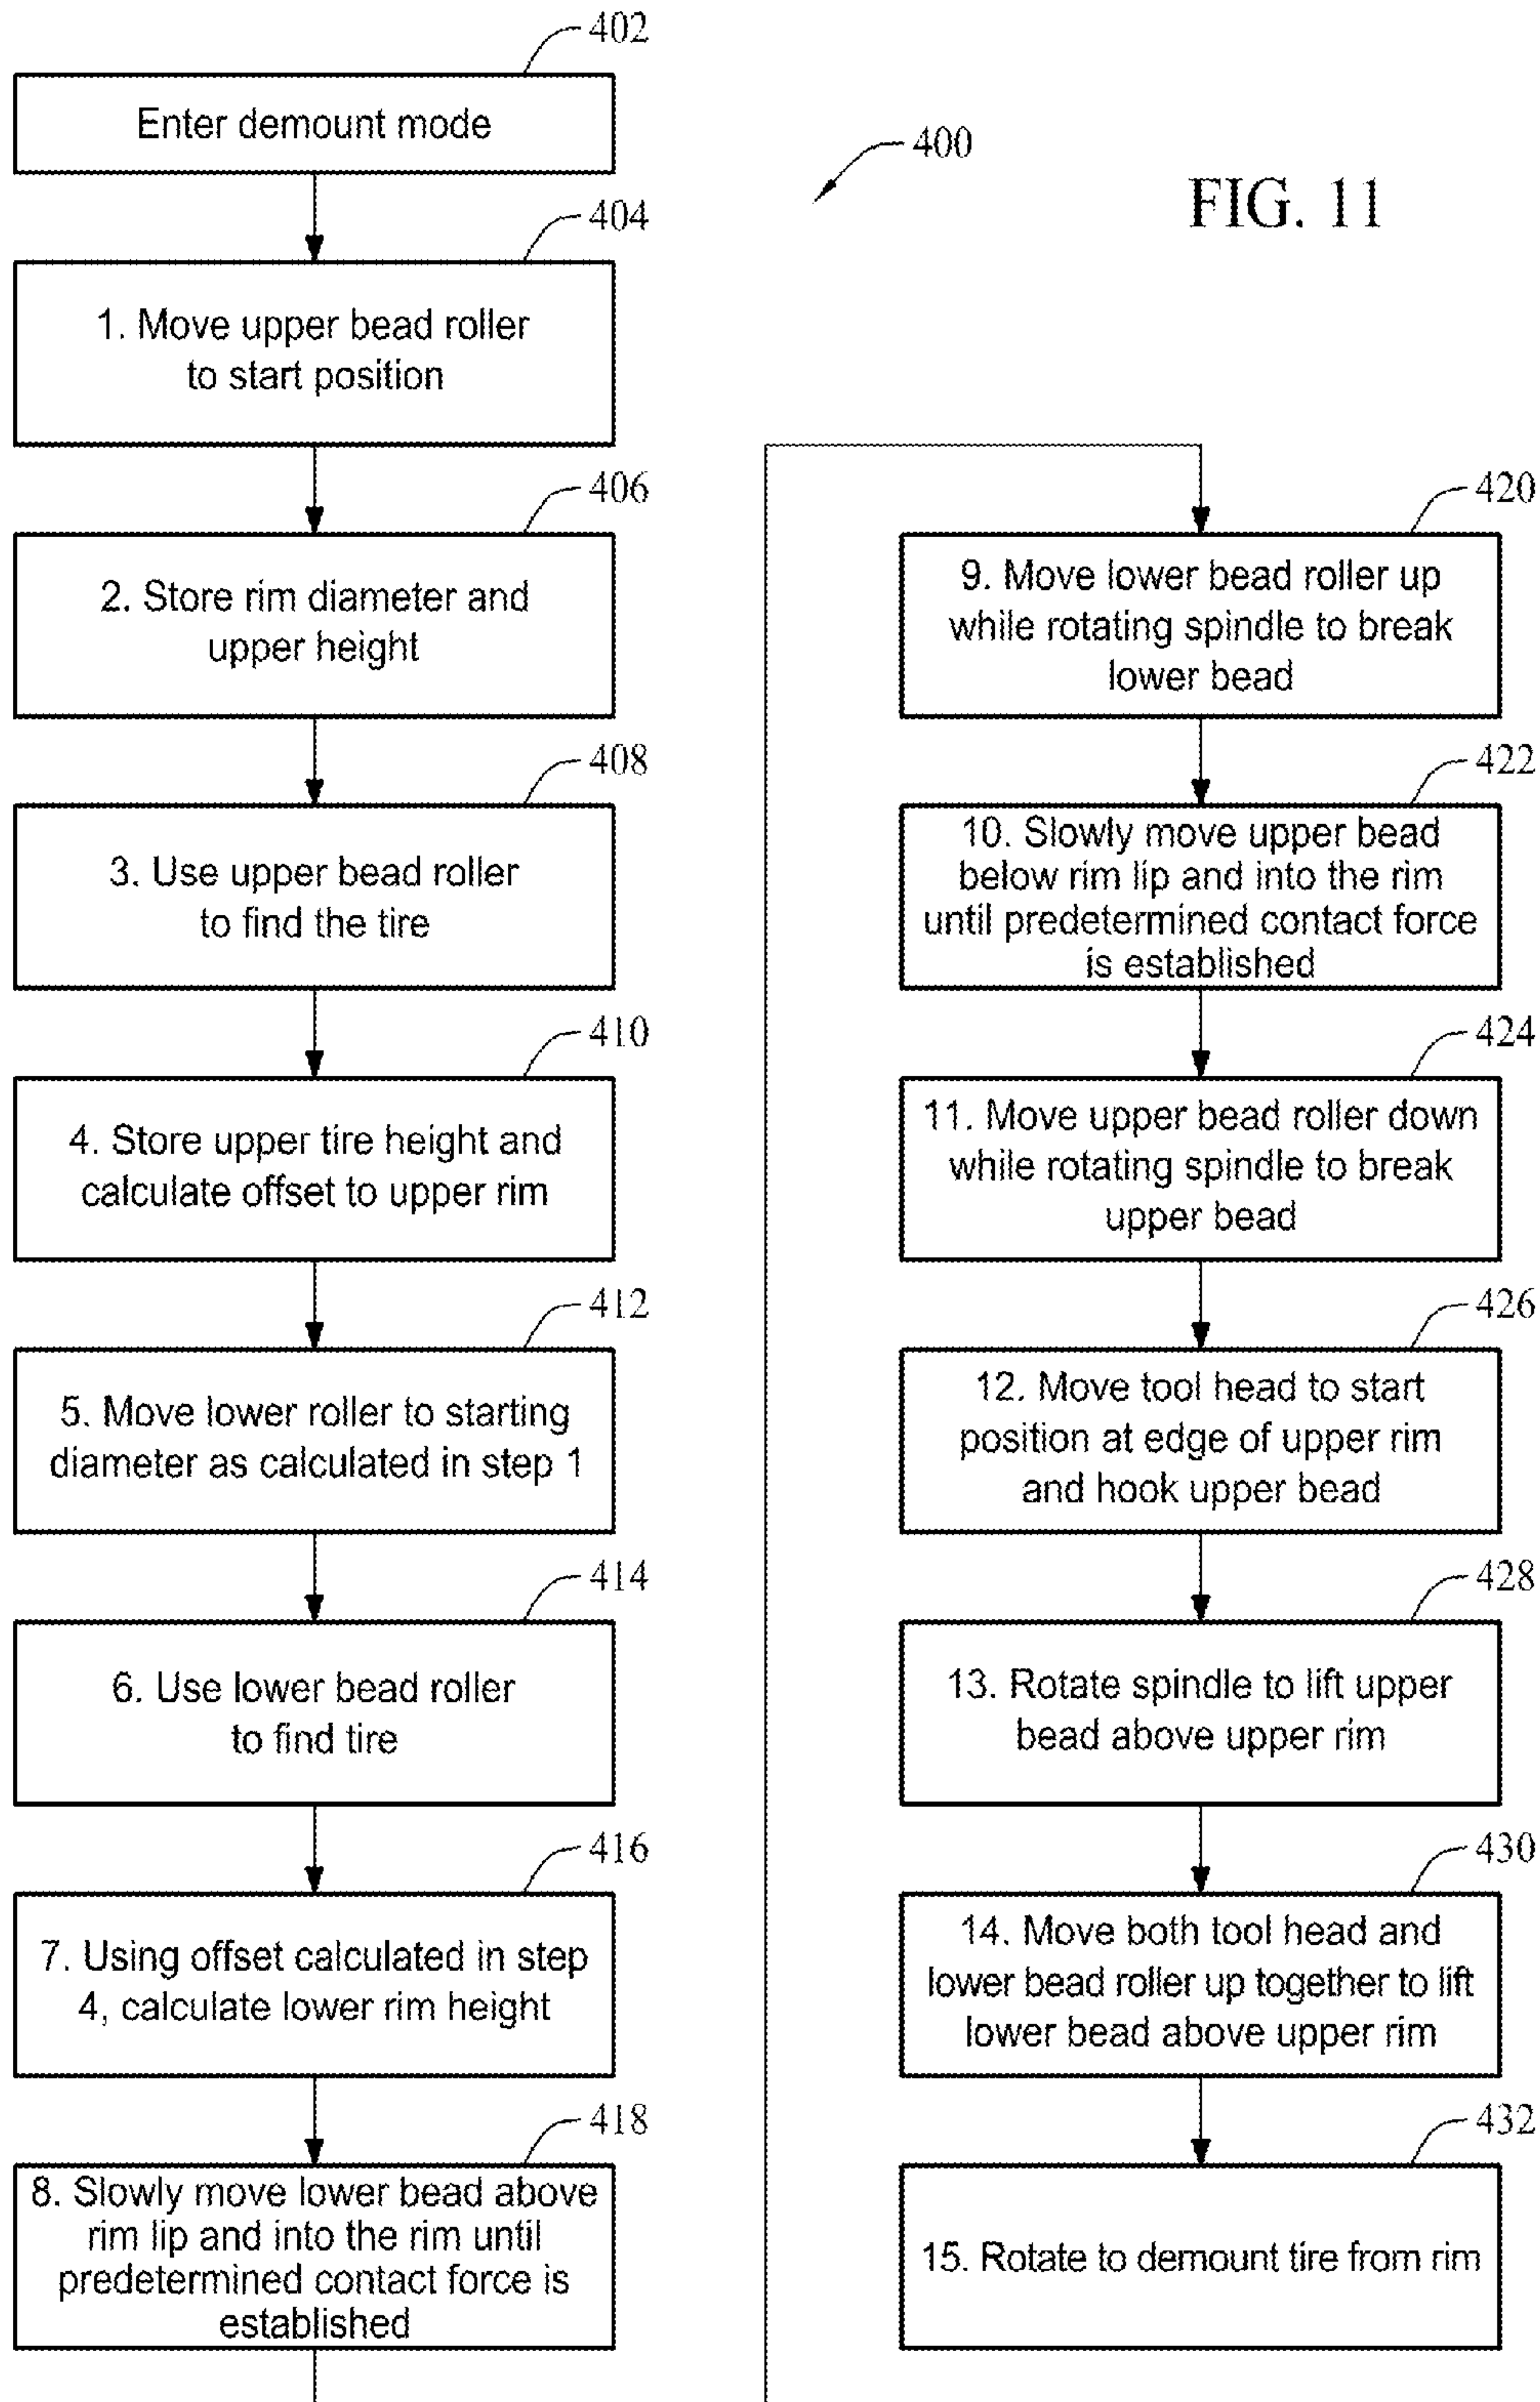 402
Enter demount mode
400
FIG. 11
404
1. Move upper bead roller
to start position
406
2. Store rim diameter and
upper height
408
3. Use upper bead roller
to find the tire
410
4. Store upper tire height and
calculate offset to upper rim
412
5. Move lower roller to starting
diameter as calculated in step 1
414
6. Use lower bead roller
to find tire
416
7. Using offset calculated in step
4, calculate lower rim height
418
8. Slowly move lower bead above
rim lip and into the rim until
predetermined contact force is
established
420
9. Move lower bead roller up
while rotating spindle to break
lower bead
422
10. Slowly move upper bead
below rim lip and into the rim
until predetermined contact force
is established
424
11. Move upper bead roller down
while rotating spindle to break
upper bead
426
12. Move tool head to start
position at edge of upper rim
and hook upper bead
428
13. Rotate spindle to lift upper
bead above upper rim
430
14. Move both tool head and
lower bead roller up together to lift
lower bead above upper rim
432
15. Rotate to demount tire from rim